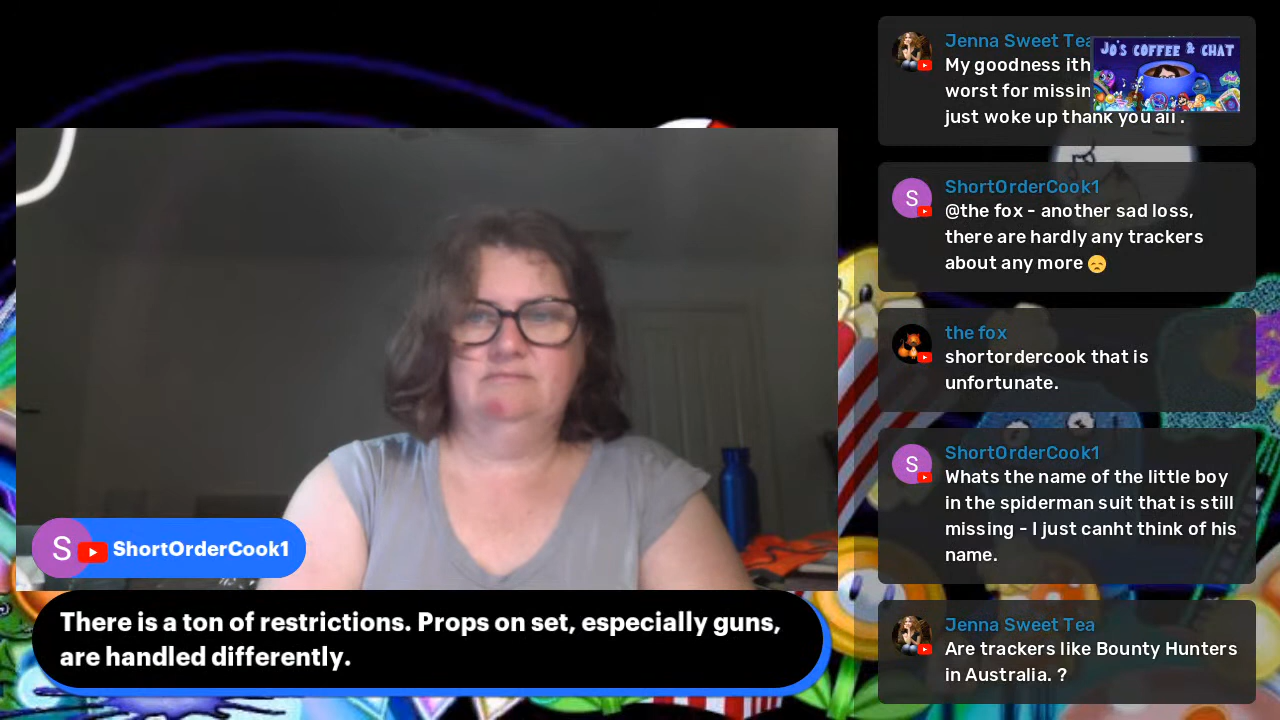 Jenna Sweet Tea
JO'S COFFEE & CHAT
My goodness ith
worst for missin
just woke up thank you all .
S
ShortOrderCook1
@the fox - another sad loss,
there are hardly any trackers
about any more
the fox
shortordercook that is
unfortunate.
S
ShortOrderCook1
Whats the name of the little boy
in the spiderman suit that is still
missing - I just canht think of his
name.
Jenna Sweet Tea
Are trackers like Bounty Hunters
in Australia. ?
S
ShortOrderCook1
There is a ton of restrictions. Props on set, especially guns,
are handled differently.